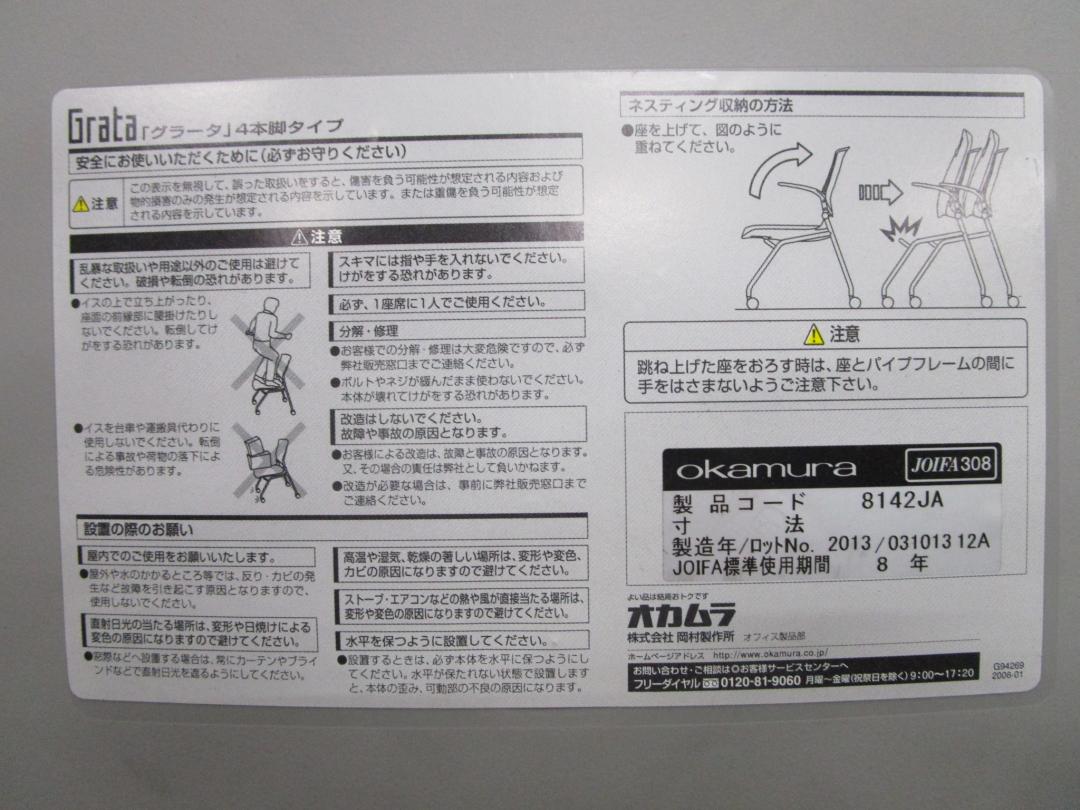 Grata「グラータ」4本脚タイプ
安全にお使いいただくために(必ずお守りください)
注意
この表示を無視して、誤った取扱いをすると、傷害を負う可能性が想定される内容および
物的損害のみの発生が想定される内容を示しています。または重傷を負う可能性が想定
される内容を示しています。
注意
乱暴な取扱いや用途以外のご使用は避けて
ください。破損や転倒の恐れがあります。
●イスの上で立ち上がったり、
座面の前縁部に腰掛けたりし
ないでください。転倒してけ
がをする恐れがあります。
●イスを台車や運搬具代わりに
使用しないでください。転倒
による事故や荷物の落下によ
る危険性があります。
スキマには指や手を入れないでください。
けがをする恐れがあります。
必ず、1座席に1人でご使用ください。
分解・修理
●お客様での分解・修理は大変危険ですので、必ず
弊社販売窓口までご連絡ください。
●ボルトやネジが緩んだまま使わないでください。
本体が壊れてけがをする恐れがあります。
改造はしないでください。
故障や事故の原因となります。
●お客様による改造は、故障と事故の原因となります。
又、その場合の責任は弊社として負いかねます。
●改造が必要な場合は、事前に弊社販売窓口まで
ご連絡ください。
設置の際のお願い
屋内でのご使用をお願いいたします。
●屋外や水のかかるところ等では、反り・カビの発
生など故障を引き起こす原因となりますので、
使用しないでください。
直射日光の当たる場所は、変形や日焼けによる
変色の原因になりますので避けてください。
●窓際などへ設置する場合は、常にカーテンやブライ
ンドなどで直射日光を遮るようにしてください。
高温や湿気、乾燥の著しい場所は、変形や変色、
カビの原因になりますので避けてください。
ストーブ・エアコンなどの熱や風が直接当たる場所は、
変形や変色の原因になりますので避けてください。
水平を保つように設置してください。
●設置するときは、必ず本体を水平に保つようにし
てください。水平が保たれない状態で設置します
と、本体の歪み、可動部の不良の原因になります。
ネスティング収納の方法
●座を上げて、図のように
重ねてください。
注意
跳ね上げた座をおろす時は、座とパイプフレームの間に
手をはさまないようご注意下さい。
okamura JOIFA308
製品コード 8142JA
寸法
製造年/ロットNo. 2013/031013 12A
JOIFA標準使用期間 8 年
よい品は結局おトクです
オカムラ
株式会社 岡村製作所 オフィス製品部
ホームページアドレス http://www.okamura.co.jp/
お問い合わせ・ご相談は◎お客様サービスセンターへ
フリーダイヤル 0120-81-9060 月曜〜金曜(祝祭日を除く)9:00〜17:20
G94269
2006-01